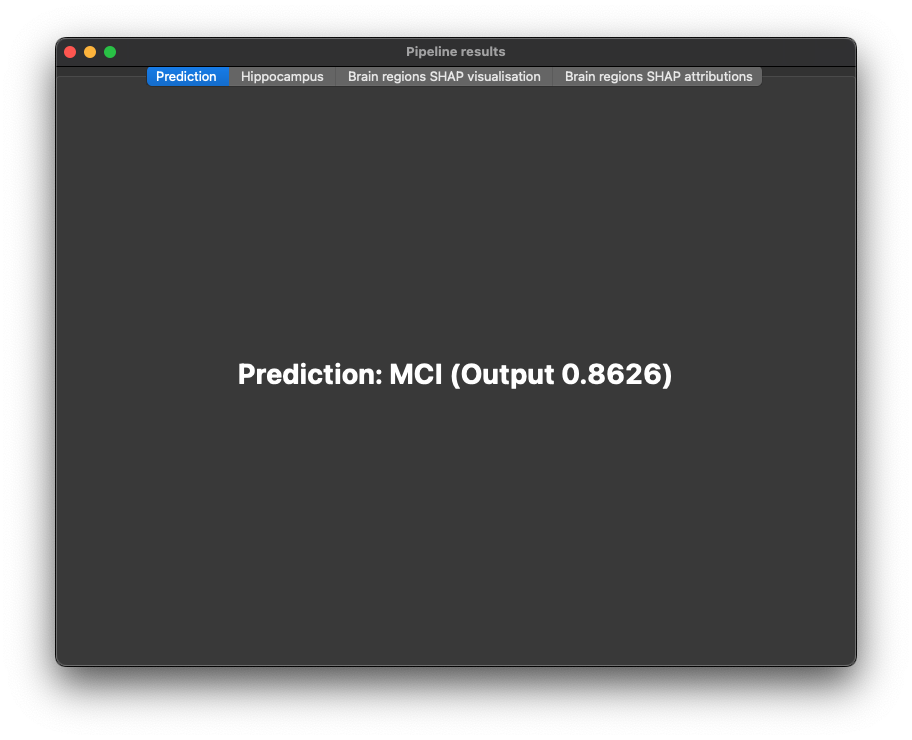 Pipeline results
Prediction Hippocampus Brain regions SHAP visualisation Brain regions SHAP attributions
Prediction: MCI (Output 0.8626)